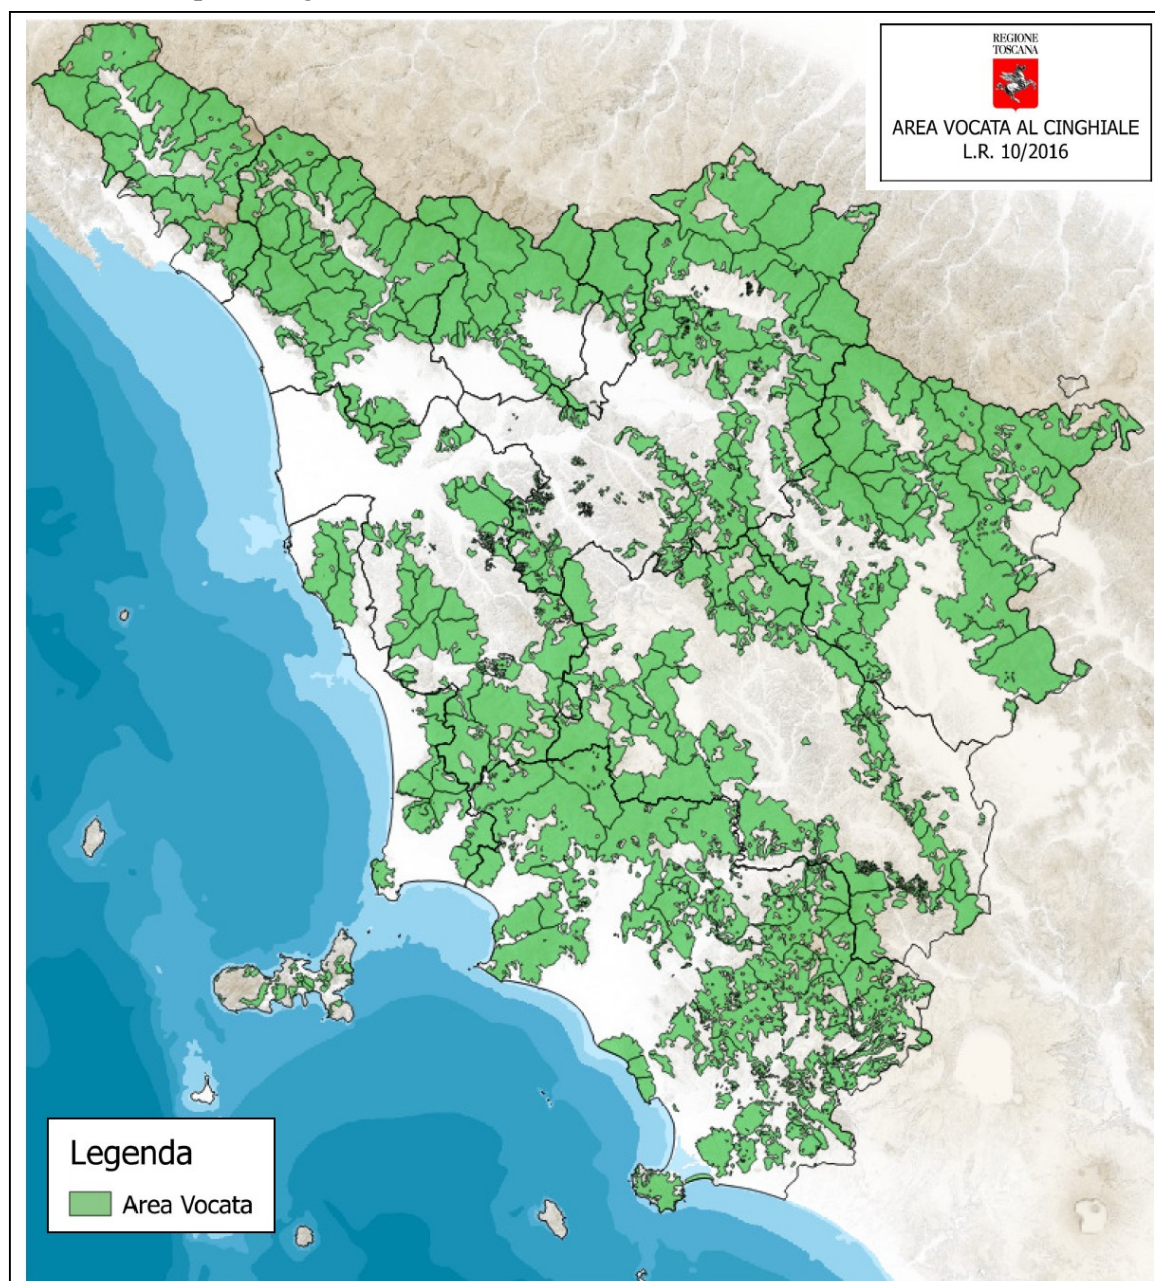 REGIONE
TOSCANA
AREA VOCATA AL CINGHIALE
L.R. 10/2016
Legenda
Area Vocata